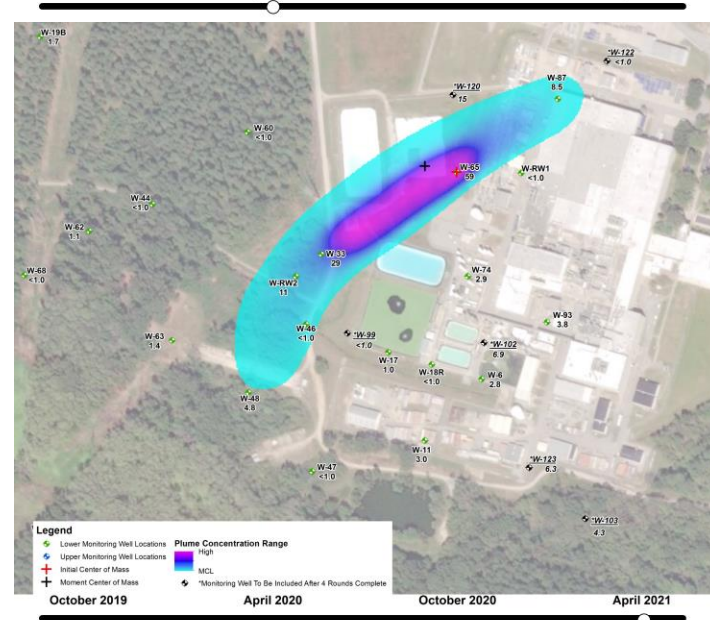 W-19B
1.7
*W-122
<1.0
W-87
8.5
*W-120
15
W-60
<1.0
W-65
59
W-RW1
<1.0
W-44
<1.0
W-62
1.1
W-33
29
W-68
<1.0
W-RW2
11
W-74
2.9
W-93
3.8
W-46
<1.0
*W-99
<1.0
*W-102
6.9
W-63
1.4
W-17
1.0
W-18R
<1.0
W-6
2.8
W-48
4.8
W-11
3.0
W-47
<1.0
*W-123
6.3
*W-103
4.3
Legend
Lower Monitoring Well Locations
Upper Monitoring Well Locations
Initial Center of Mass
Moment Center of Mass
Plume Concentration Range
High
MCL
*Monitoring Well To Be Included After 4 Rounds Complete
October 2019 April 2020 October 2020 April 2021